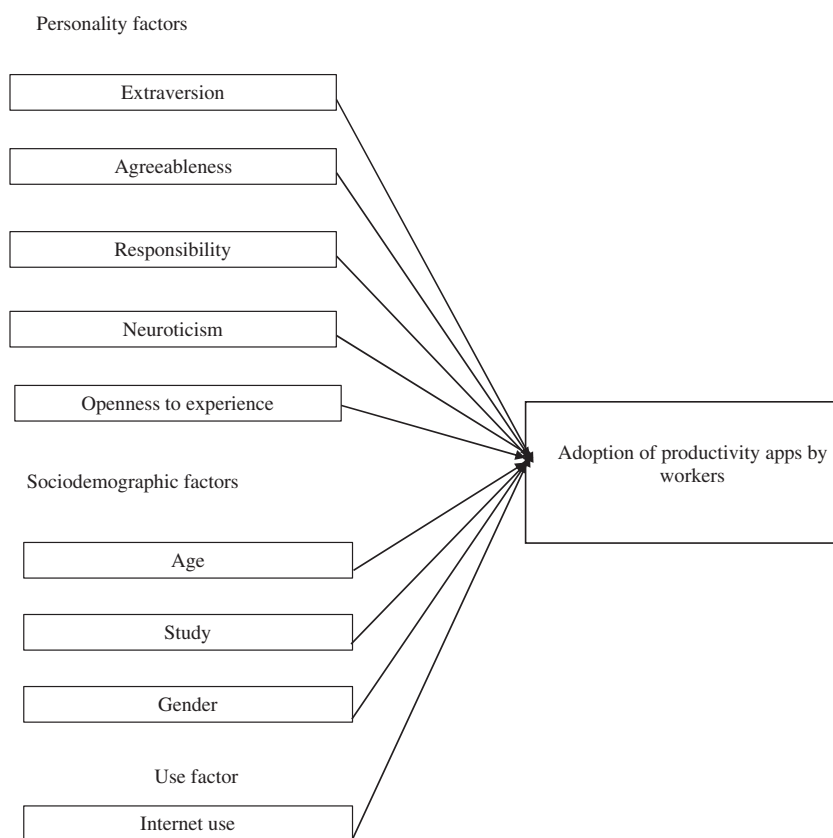 Personality factors
Extraversion
Agreeableness
Responsibility
Neuroticism
Openness to experience
Adoption of productivity apps by
workers
Sociodemographic factors
Age
Study
Gender
Use factor
Internet use